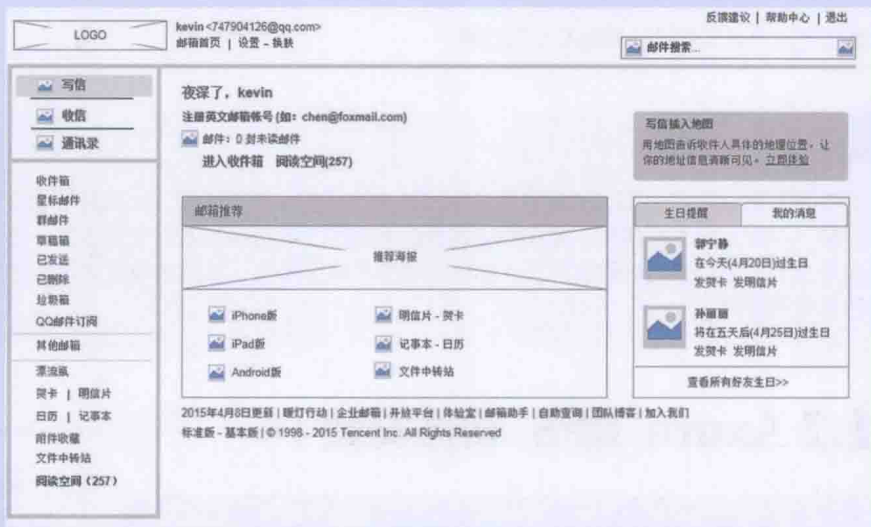 LOGO
kevin<747904126@qq.com>
邮箱首页 | 设置 - 换肤
反馈建议 | 帮助中心 | 退出
邮件搜索...
写信
收信
通讯录
收件箱
星标邮件
群邮件
草稿箱
已发送
已删除
垃圾箱
QQ邮件订阅
其他邮箱
漂流瓶
贺卡 | 明信片
日历 | 记事本
附件收藏
文件中转站
阅读空间（257）
夜深了，kevin
注册英文邮箱帐号 (如：chen@foxmail.com)
邮件：0 封未读邮件
进入收件箱 阅读空间(257)
写信插入地图
用地图告诉收件人具体的地理位置，让
你的地址信息清晰可见。立即体验
邮箱推荐
推荐海报
iPhone版
明信片 - 贺卡
iPad版
记事本 - 日历
Android版
文件中转站
生日提醒 我的消息
郭宁静
在今天(4月20日)过生日
发贺卡 发明信片
孙丽丽
将在五天后(4月25日)过生日
发贺卡 发明信片
查看所有好友生日>>
2015年4月8日更新 | 暖灯行动 | 企业邮箱 | 开放平台 | 体验室 | 邮箱助手 | 自助查询 | 团队博客 | 加入我们
标准版 - 基本版 | © 1998 - 2015 Tencent Inc. All Rights Reserved